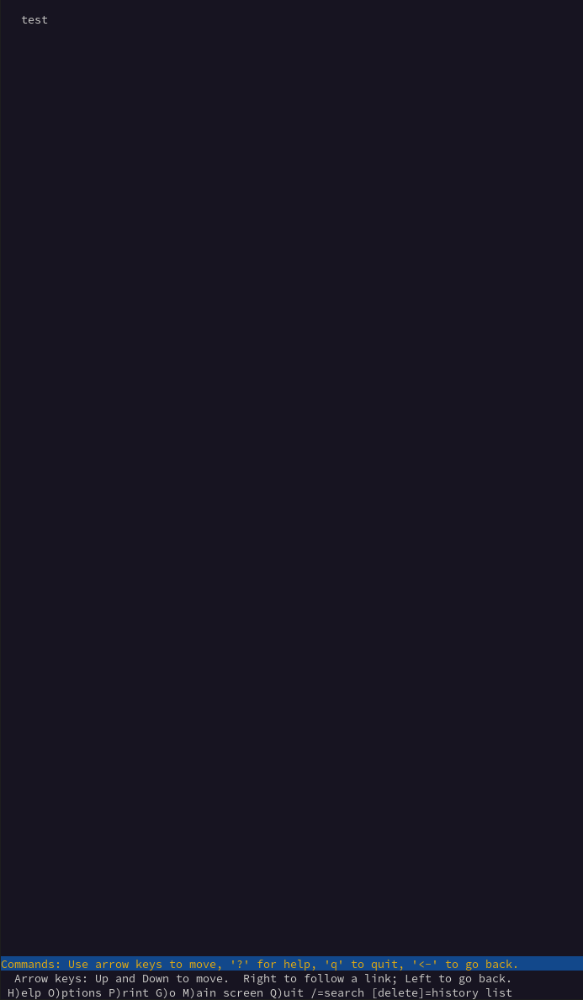 test
Commands: Use arrow keys to move, '?' for help, 'q' to quit, '<-' to go back.
Arrow keys: Up and Down to move.  Right to follow a link; Left to go back.
H)elp O)ptions P)rint G)o M)ain screen Q)uit /=search [delete]=history list